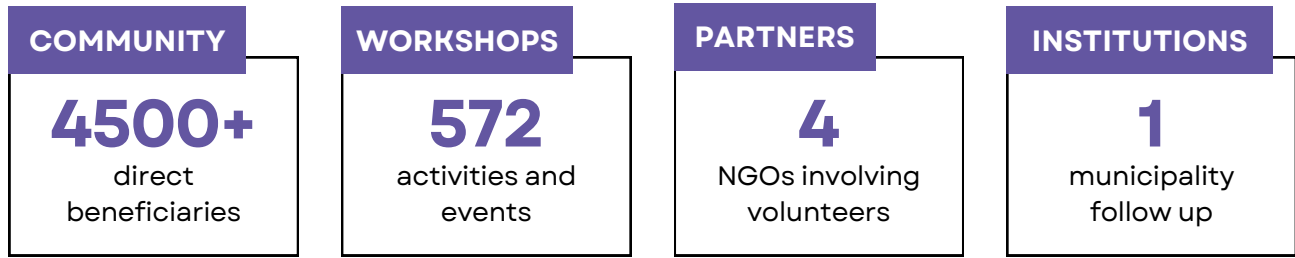 COMMUNITY
4500+
direct
beneficiaries
WORKSHOPS
572
activities and
events
PARTNERS
4
NGOs involving
volunteers
INSTITUTIONS
1
municipality
follow up